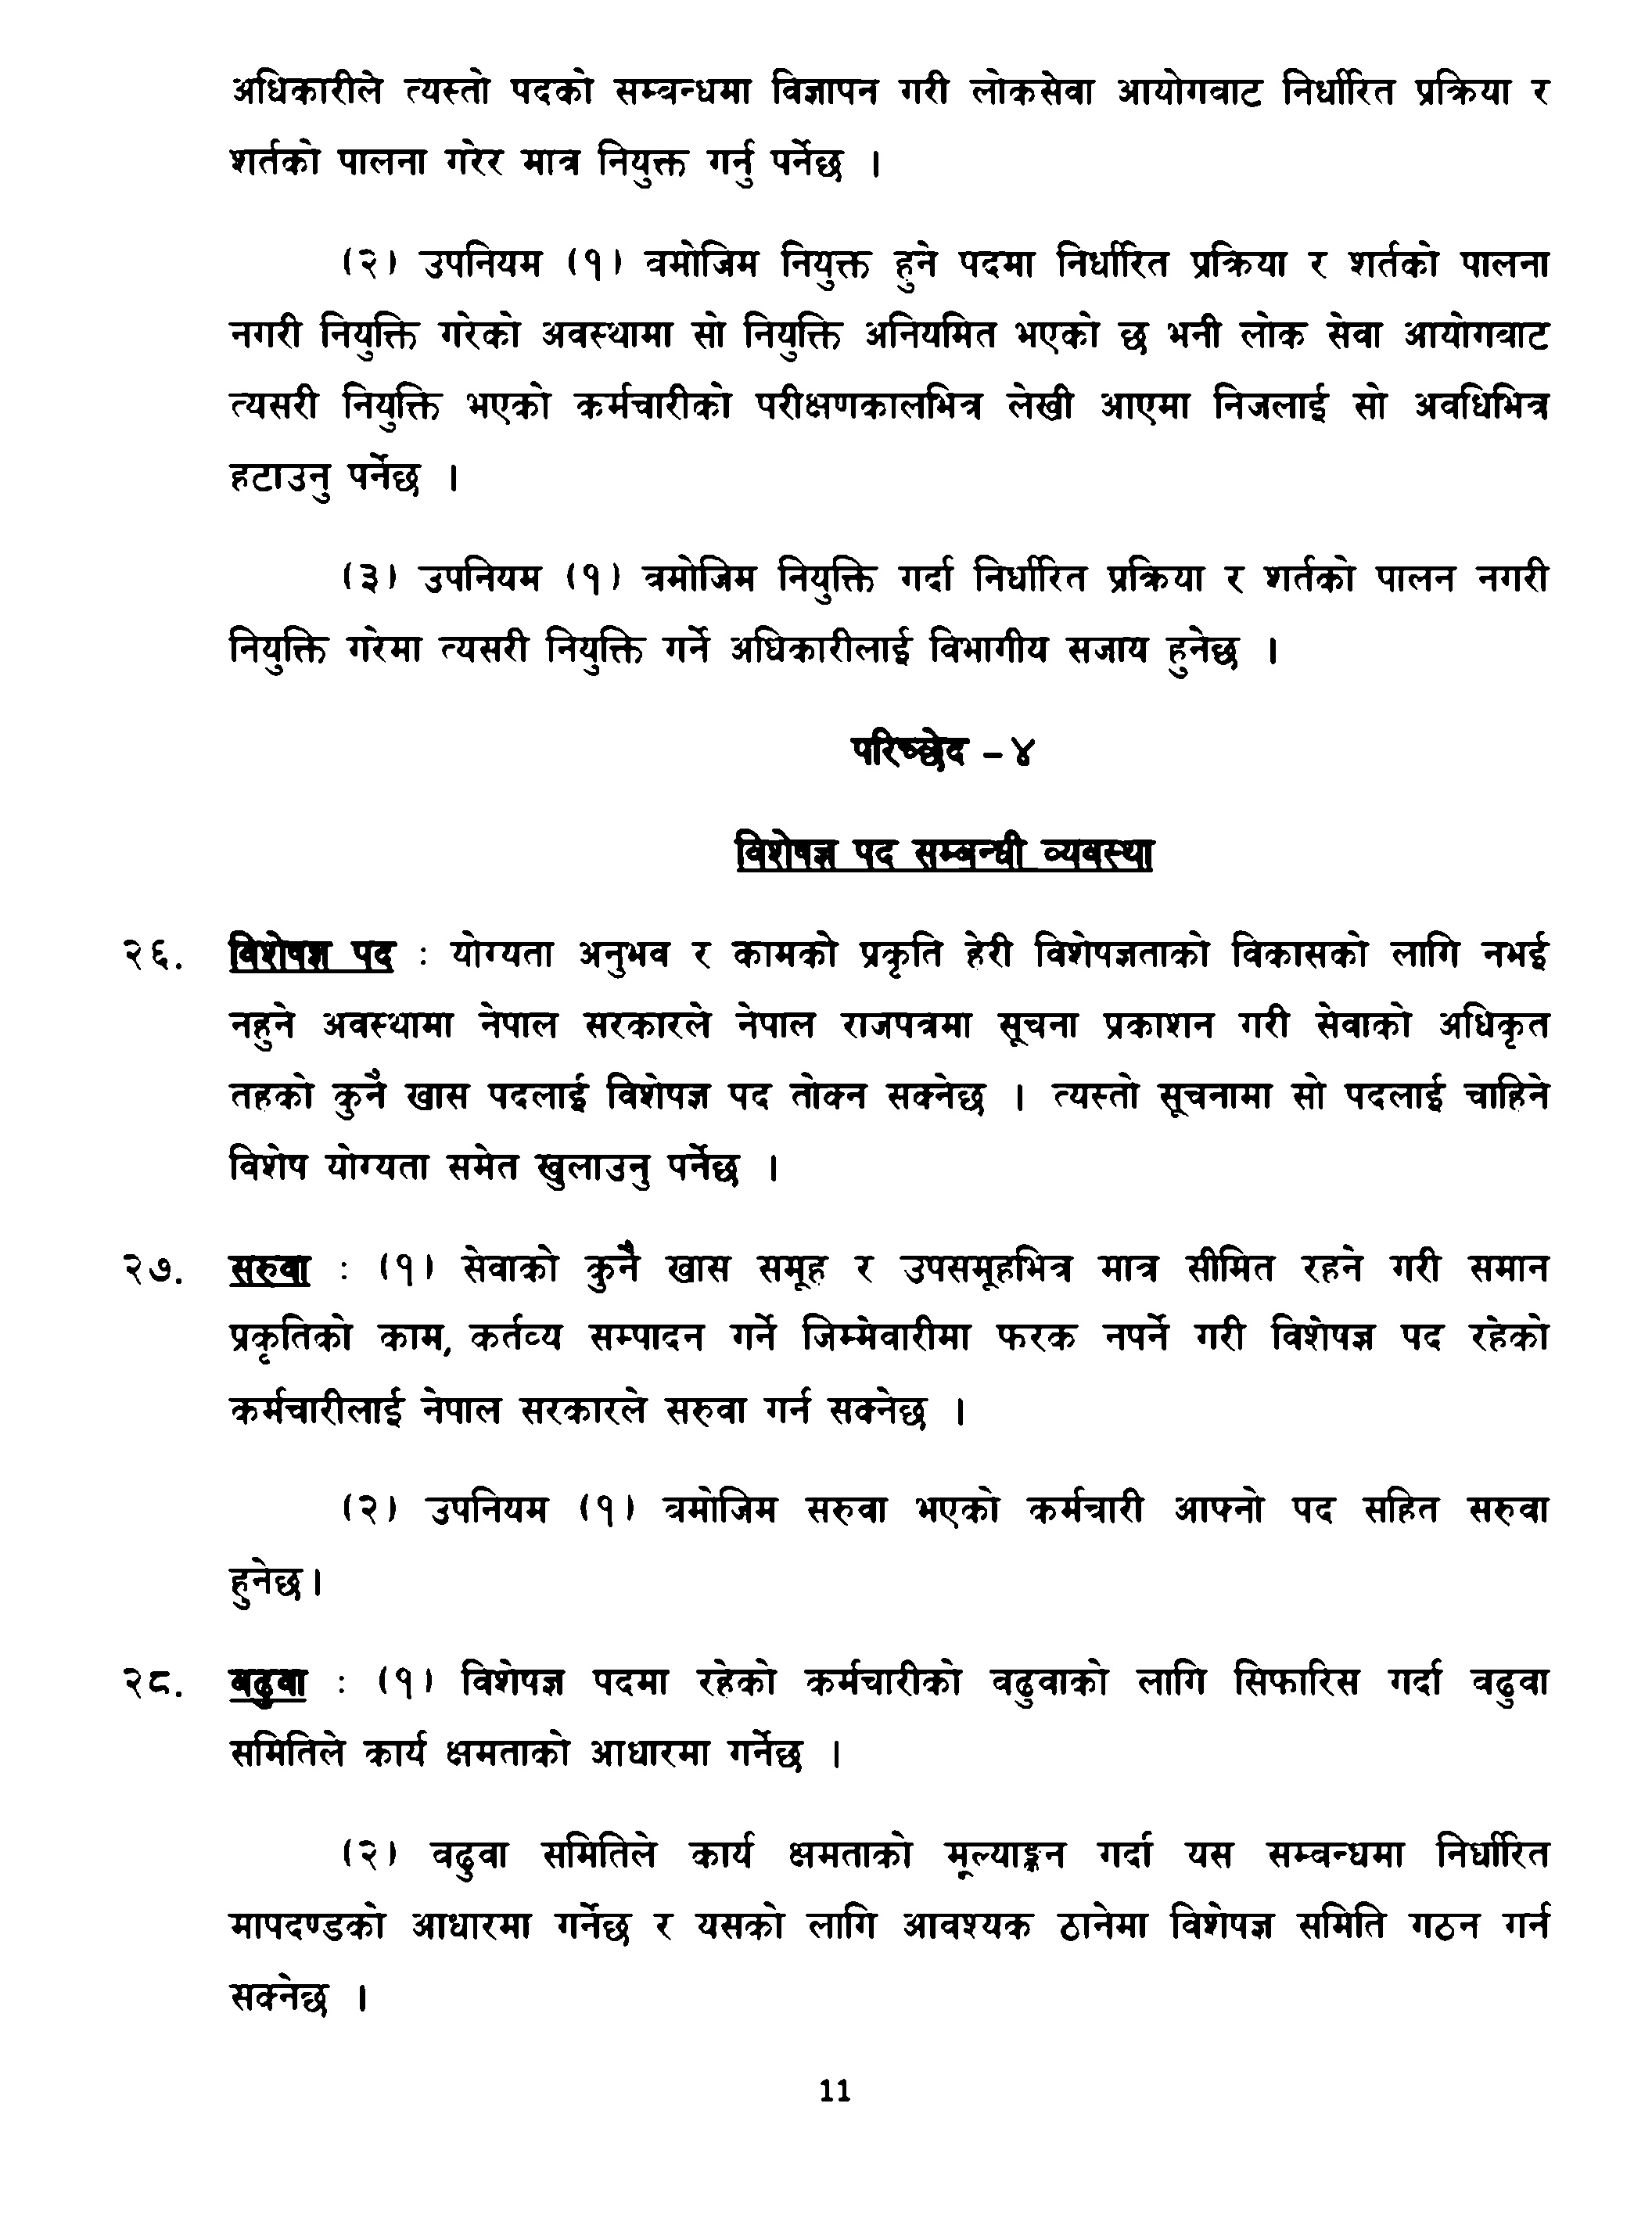 अधिकारीले त्यस्तो पदको सम्बन्धमा विज्ञापन गरी लोकसेवा आयोगबाट निर्धारित प्रक्रिया र
शर्तको पालना गरेर मात्र नियुक्त गर्नु पर्नेछ ।
(२) उपनियम (१) बमोजिम नियुक्त हुने पदमा निर्धारित प्रक्रिया र शर्तको पालना
नगरी नियुक्ति गरेको अवस्थामा सो नियुक्ति अनियमित भएको छ भनी लोक सेवा आयोगबाट
त्यसरी नियुक्ति भएको कर्मचारीको परीक्षणकालभित्र लेखी आएमा निजलाई सो अवधिभित्र
हटाउनु पर्नेछ ।
(३) उपनियम (१) बमोजिम नियुक्ति गर्दा निर्धारित प्रक्रिया र शर्तको पालन नगरी
नियुक्ति गरेमा त्यसरी नियुक्ति गर्ने अधिकारीलाई विभागीय सजाय हुनेछ ।
परिच्छेद – ४
विशेषज्ञ पद सम्बन्धी व्यवस्था
२६. विशेषज्ञ पद : योग्यता अनुभव र कामको प्रकृति हेरी विशेषज्ञताको विकासको लागि नभई
नहुने अवस्थामा नेपाल सरकारले नेपाल राजपत्रमा सूचना प्रकाशन गरी सेवाको अधिकृत
तहको कुनै खास पदलाई विशेषज्ञ पद तोक्न सक्नेछ । त्यस्तो सूचनामा सो पदलाई चाहिने
विशेष योग्यता समेत खुलाउनु पर्नेछ ।
२७. सरुवा : (१) सेवाको कुनै खास समूह र उपसमूहभित्र मात्र सीमित रहने गरी समान
प्रकृतिको काम, कर्तव्य सम्पादन गर्ने जिम्मेवारीमा फरक नपर्ने गरी विशेषज्ञ पद रहेको
कर्मचारीलाई नेपाल सरकारले सरुवा गर्न सक्नेछ ।
(२) उपनियम (१) बमोजिम सरुवा भएको कर्मचारी आफ्नो पद सहित सरुवा
हुनेछ।
२८. बढुवा : (१) विशेषज्ञ पदमा रहेको कर्मचारीको बढुवाको लागि सिफारिस गर्दा बढुवा
समितिले कार्य क्षमताको आधारमा गर्नेछ ।
(२) बढुवा समितिले कार्य क्षमताको मूल्याङ्कन गर्दा यस सम्बन्धमा निर्धारित
मापदण्डको आधारमा गर्नेछ र यसको लागि आवश्यक ठानेमा विशेषज्ञ समिति गठन गर्न
सक्नेछ ।
11